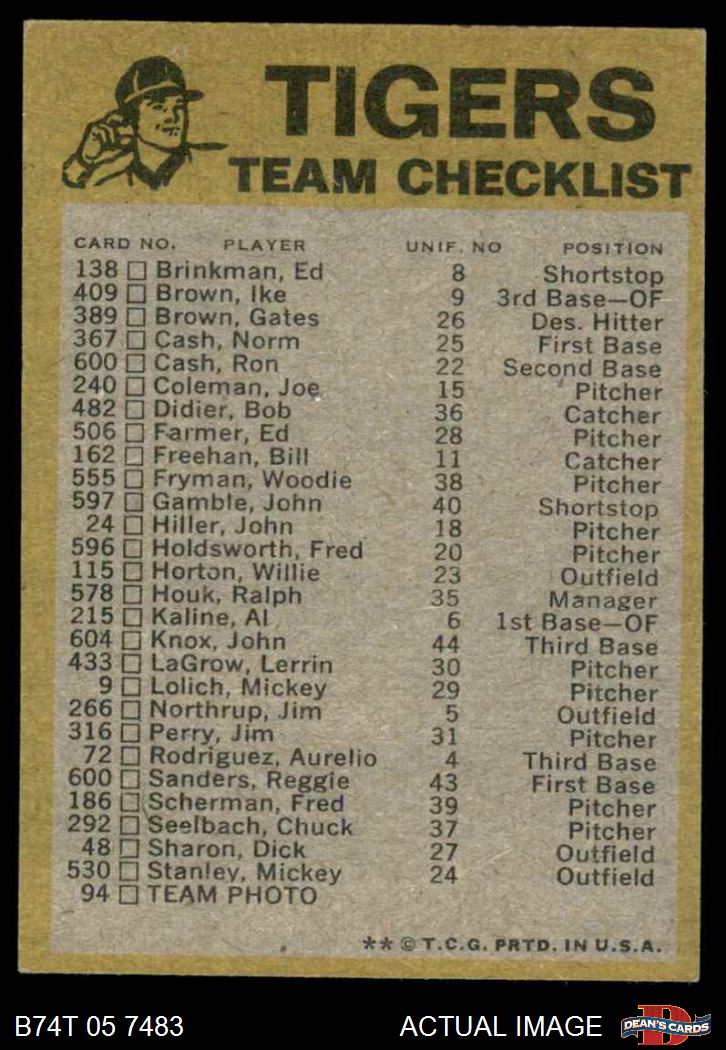 TIGERS
TEAM CHECKLIST
CARD NO. PLAYER UNIF. NO POSITION
138 Brinkman, Ed 8 Shortstop
409 Brown, Ike 9 3rd Base—OF
389 Brown, Gates 26 Des. Hitter
367 Cash, Norm 25 First Base
600 Cash, Ron 22 Second Base
240 Coleman, Joe 15 Pitcher
482 Didier, Bob 36 Catcher
506 Farmer, Ed 28 Pitcher
162 Freehan, Bill 11 Catcher
555 Fryman, Woodie 38 Pitcher
597 Gamble, John 40 Shortstop
24 Hiller, John 18 Pitcher
596 Holdsworth, Fred 20 Pitcher
115 Horton, Willie 23 Outfield
578 Houk, Ralph 35 Manager
215 Kaline, Al 6 1st Base—OF
604 Knox, John 44 Third Base
433 LaGrow, Lerrin 30 Pitcher
9 Lolich, Mickey 29 Pitcher
266 Northrup, Jim 5 Outfield
316 Perry, Jim 31 Pitcher
72 Rodriguez, Aurelio 4 Third Base
600 Sanders, Reggie 43 First Base
186 Scherman, Fred 39 Pitcher
292 Seelbach, Chuck 37 Pitcher
48 Sharon, Dick 27 Outfield
530 Stanley, Mickey 24 Outfield
94 TEAM PHOTO
** © T.C.G. PRTD. IN U.S.A.
B74T 05 7483 ACTUAL IMAGE D DEAN'S CARDS